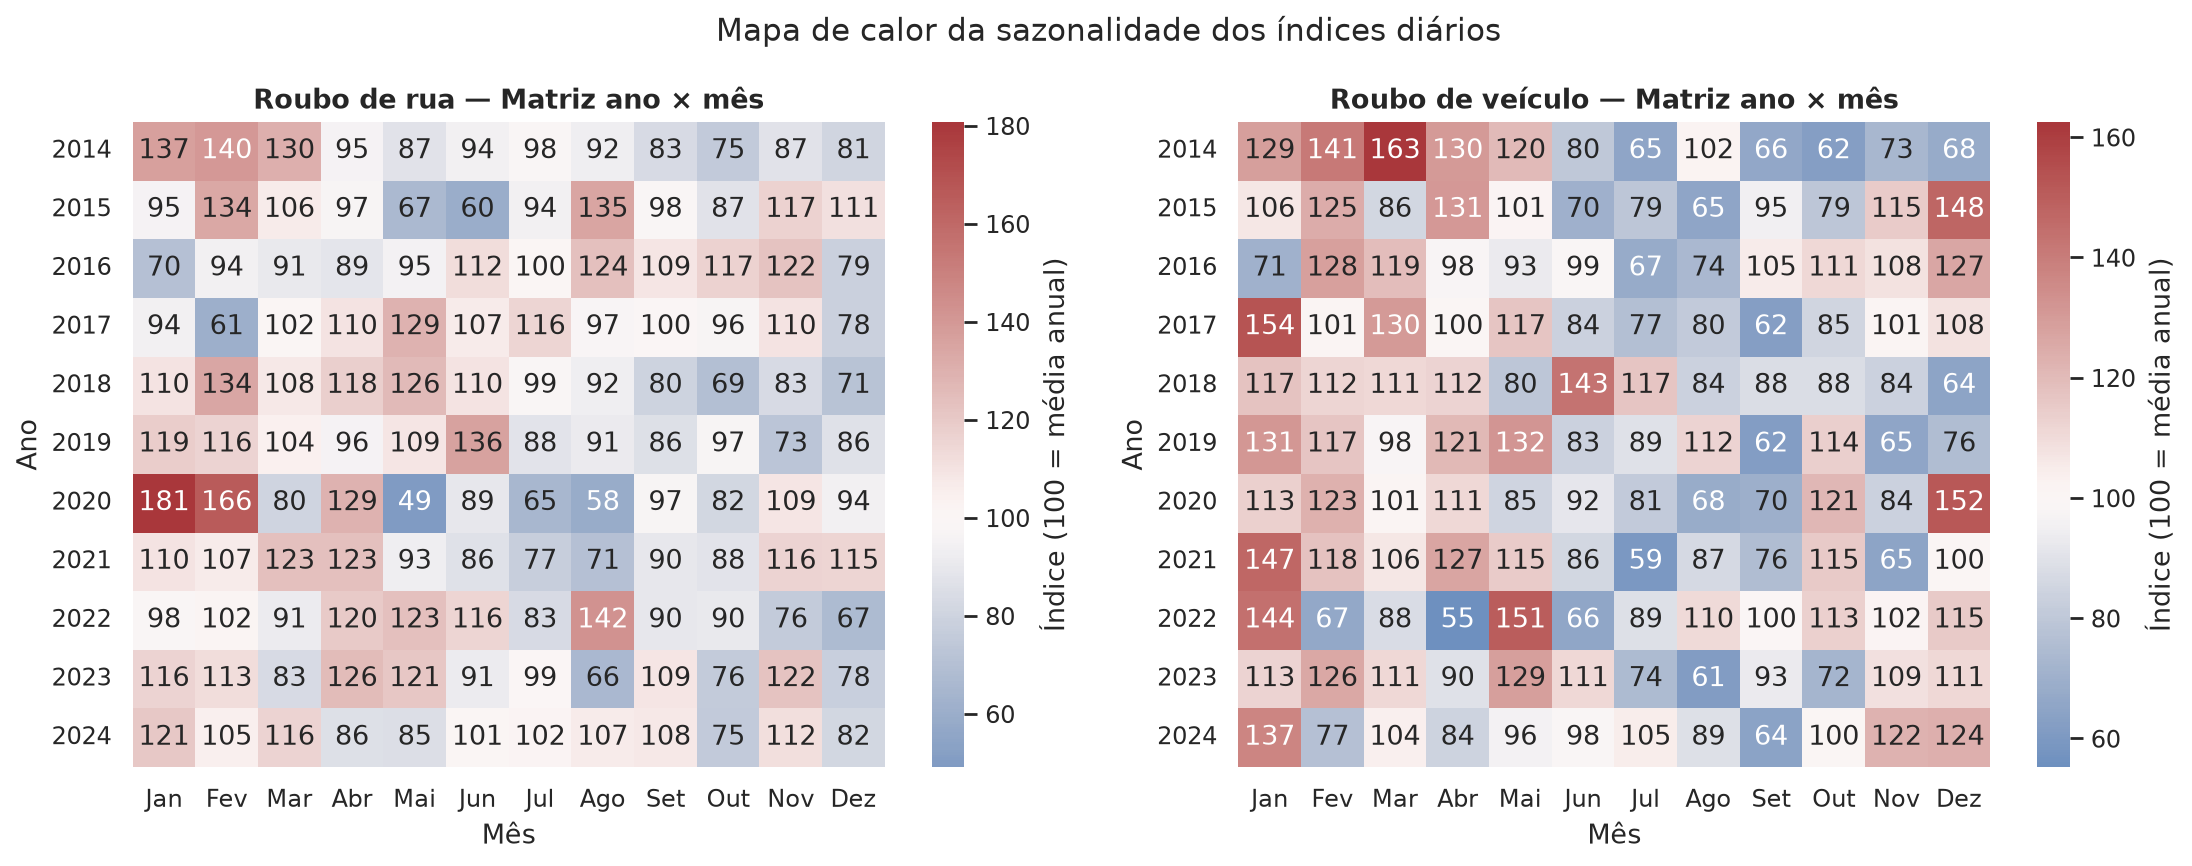 Mapa de calor da sazonalidade dos índices diários
Roubo de rua — Matriz ano × mês
Ano
2014 137 140 130 95 87 94 98 92 83 75 87 81
2015 95 134 106 97 67 60 94 135 98 87 117 111
2016 70 94 91 89 95 112 100 124 109 117 122 79
2017 94 61 102 110 129 107 116 97 100 96 110 78
2018 110 134 108 118 126 110 99 92 80 69 83 71
2019 119 116 104 96 109 136 88 91 86 97 73 86
2020 181 166 80 129 49 89 65 58 97 82 109 94
2021 110 107 123 123 93 86 77 71 90 88 116 115
2022 98 102 91 120 123 116 83 142 90 90 76 67
2023 116 113 83 126 121 91 99 66 109 76 122 78
2024 121 105 116 86 85 101 102 107 108 75 112 82
Jan Fev Mar Abr Mai Jun Jul Ago Set Out Nov Dez
Mês
180
160
140
120
100
80
60
Índice (100 = média anual)
Roubo de veículo — Matriz ano × mês
Ano
2014 129 141 163 130 120 80 65 102 66 62 73 68
2015 106 125 86 131 101 70 79 65 95 79 115 148
2016 71 128 119 98 93 99 67 74 105 111 108 127
2017 154 101 130 100 117 84 77 80 62 85 101 108
2018 117 112 111 112 80 143 117 84 88 88 84 64
2019 131 117 98 121 132 83 89 112 62 114 65 76
2020 113 123 101 111 85 92 81 68 70 121 84 152
2021 147 118 106 127 115 86 59 87 76 115 65 100
2022 144 67 88 55 151 66 89 110 100 113 102 115
2023 113 126 111 90 129 111 74 61 93 72 109 111
2024 137 77 104 84 96 98 105 89 64 100 122 124
Jan Fev Mar Abr Mai Jun Jul Ago Set Out Nov Dez
Mês
160
140
120
100
80
60
Índice (100 = média anual)